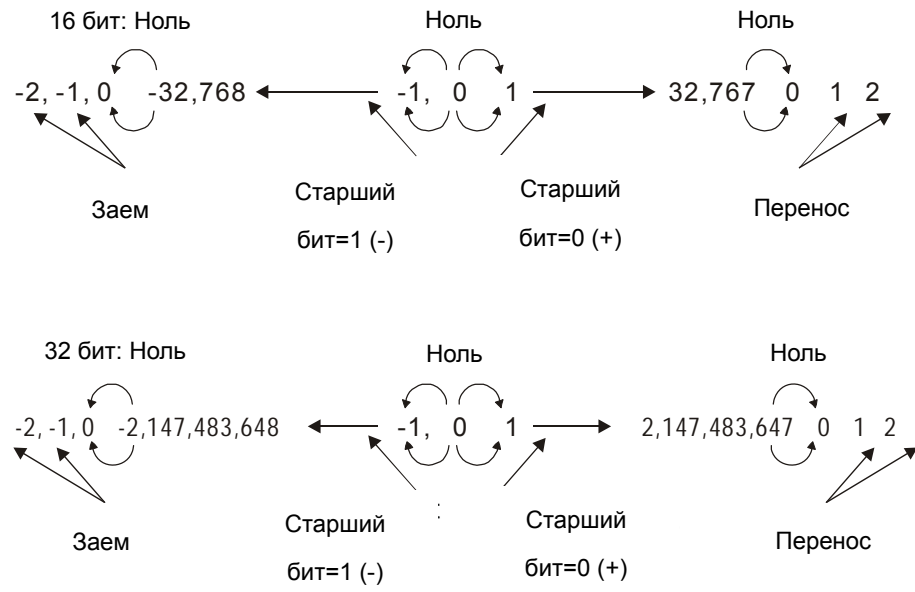 16 бит: Ноль Ноль Ноль
-2, -1, 0 -32,768 -1, 0 1 32,767 0 1 2
Заем Старший бит=1 (-) Старший бит=0 (+) Перенос
32 бит: Ноль Ноль Ноль
-2, -1, 0 -2,147,483,648 -1, 0 1 2,147,483,647 0 1 2
Заем Старший бит=1 (-) : Старший бит=0 (+) Перенос